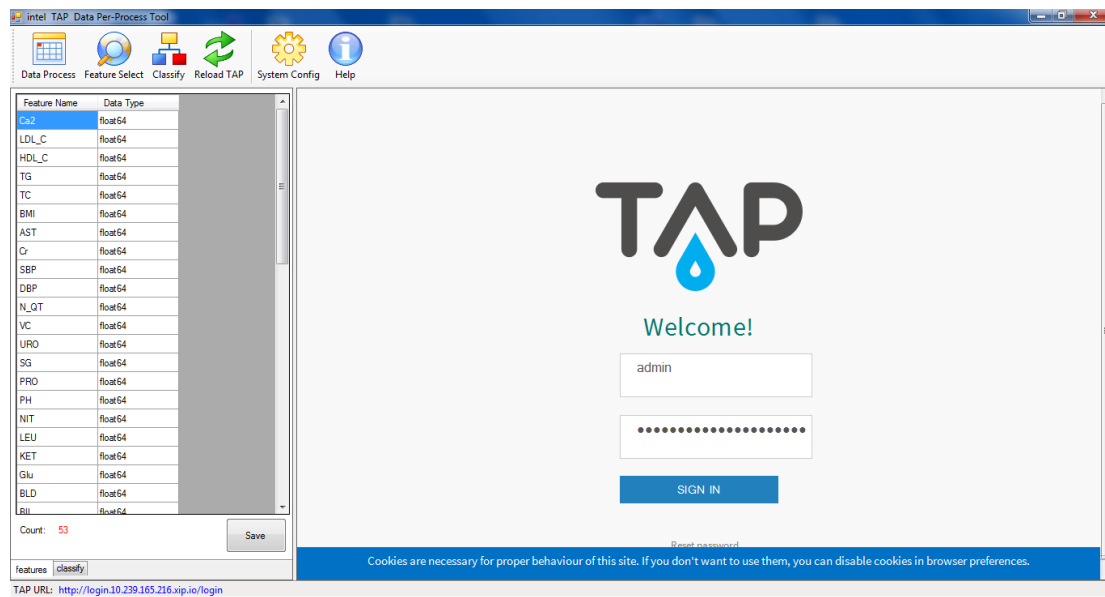 intel TAP Data Per-Process Tool
Data Process Feature Select Classify Reload TAP System Config Help
Feature Name Data Type
Ca2 float64
LDL_C float64
HDL_C float64
TG float64
TC float64
BMI float64
AST float64
Cr float64
SBP float64
DBP float64
N_QT float64
VC float64
URO float64
SG float64
PRO float64
PH float64
NIT float64
LEU float64
KET float64
Glu float64
BLD float64
BIL float64
Count: 53
Save
features classify
TAP
Welcome!
admin
SIGN IN
Reset password
Cookies are necessary for proper behaviour of this site. If you don't want to use them, you can disable cookies in browser preferences.
TAP URL: http://login.10.239.165.216.xip.io/login